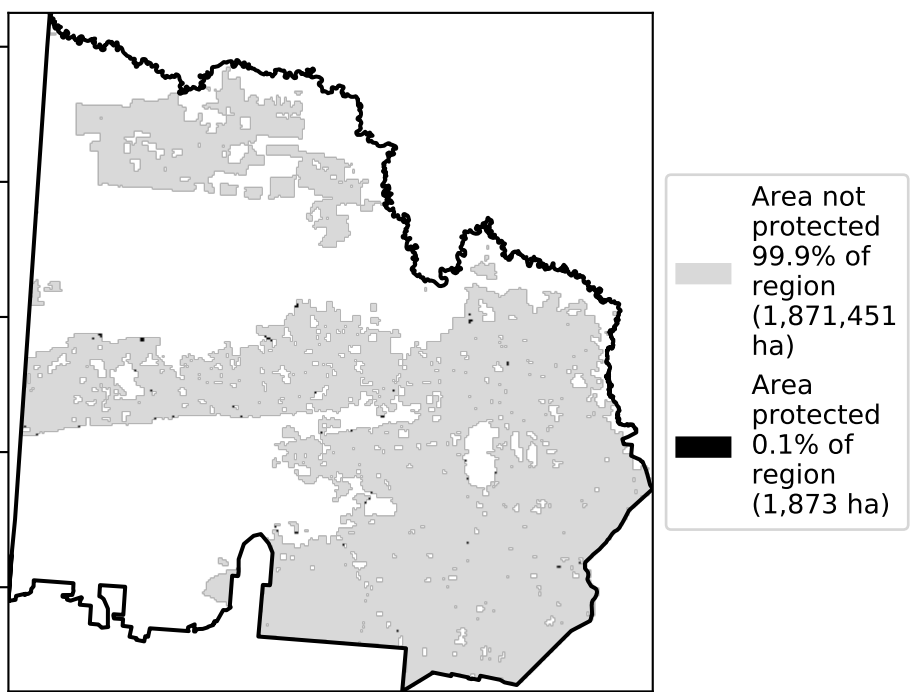 Area not
protected
99.9% of
region
(1,871,451
ha)
Area
protected
0.1% of
region
(1,873 ha)